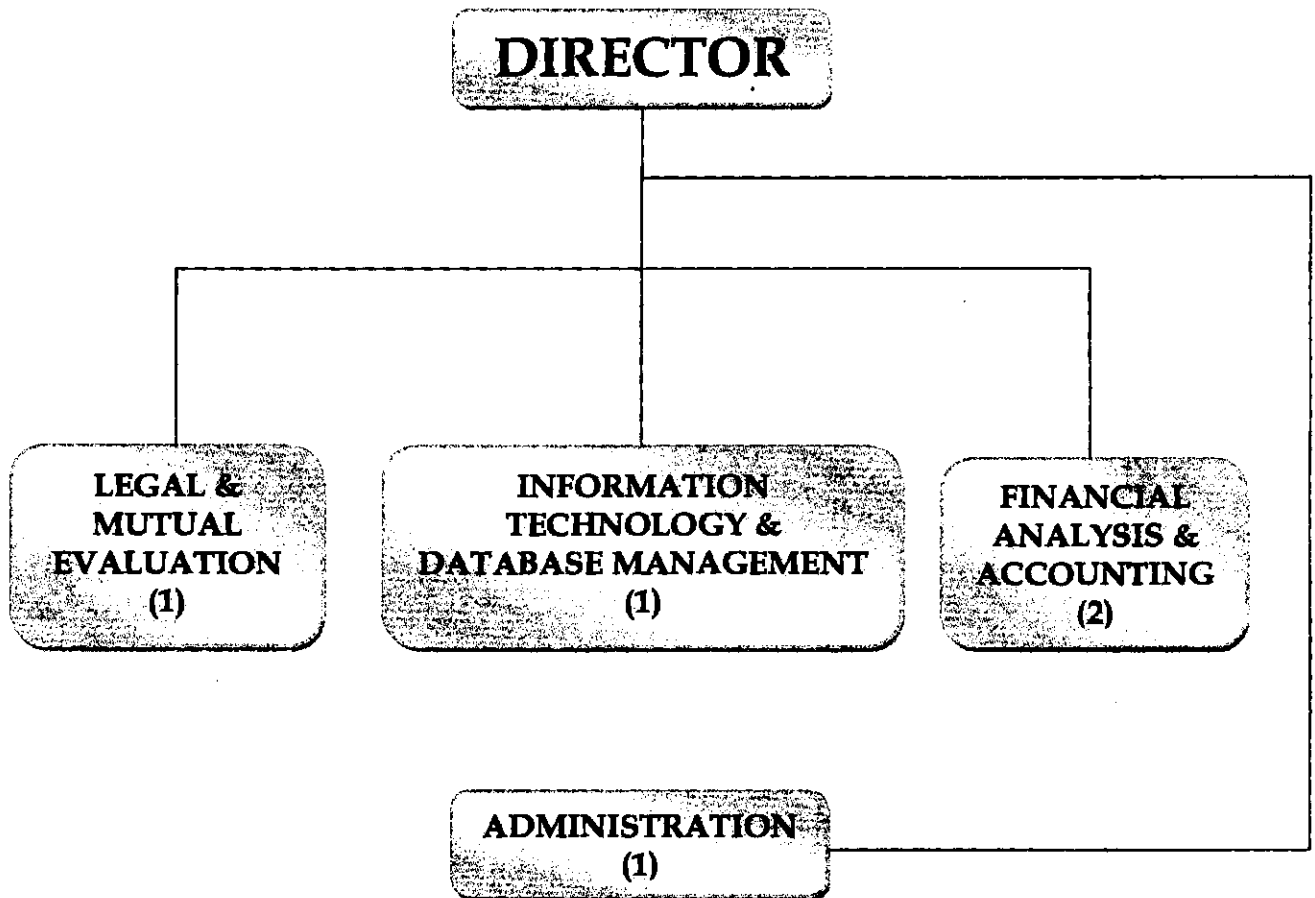 DIRECTOR
LEGAL &
MUTUAL
EVALUATION
(1)
INFORMATION
TECHNOLOGY &
DATABASE MANAGEMENT
(1)
FINANCIAL
ANALYSIS &
ACCOUNTING
(2)
ADMINISTRATION
(1)